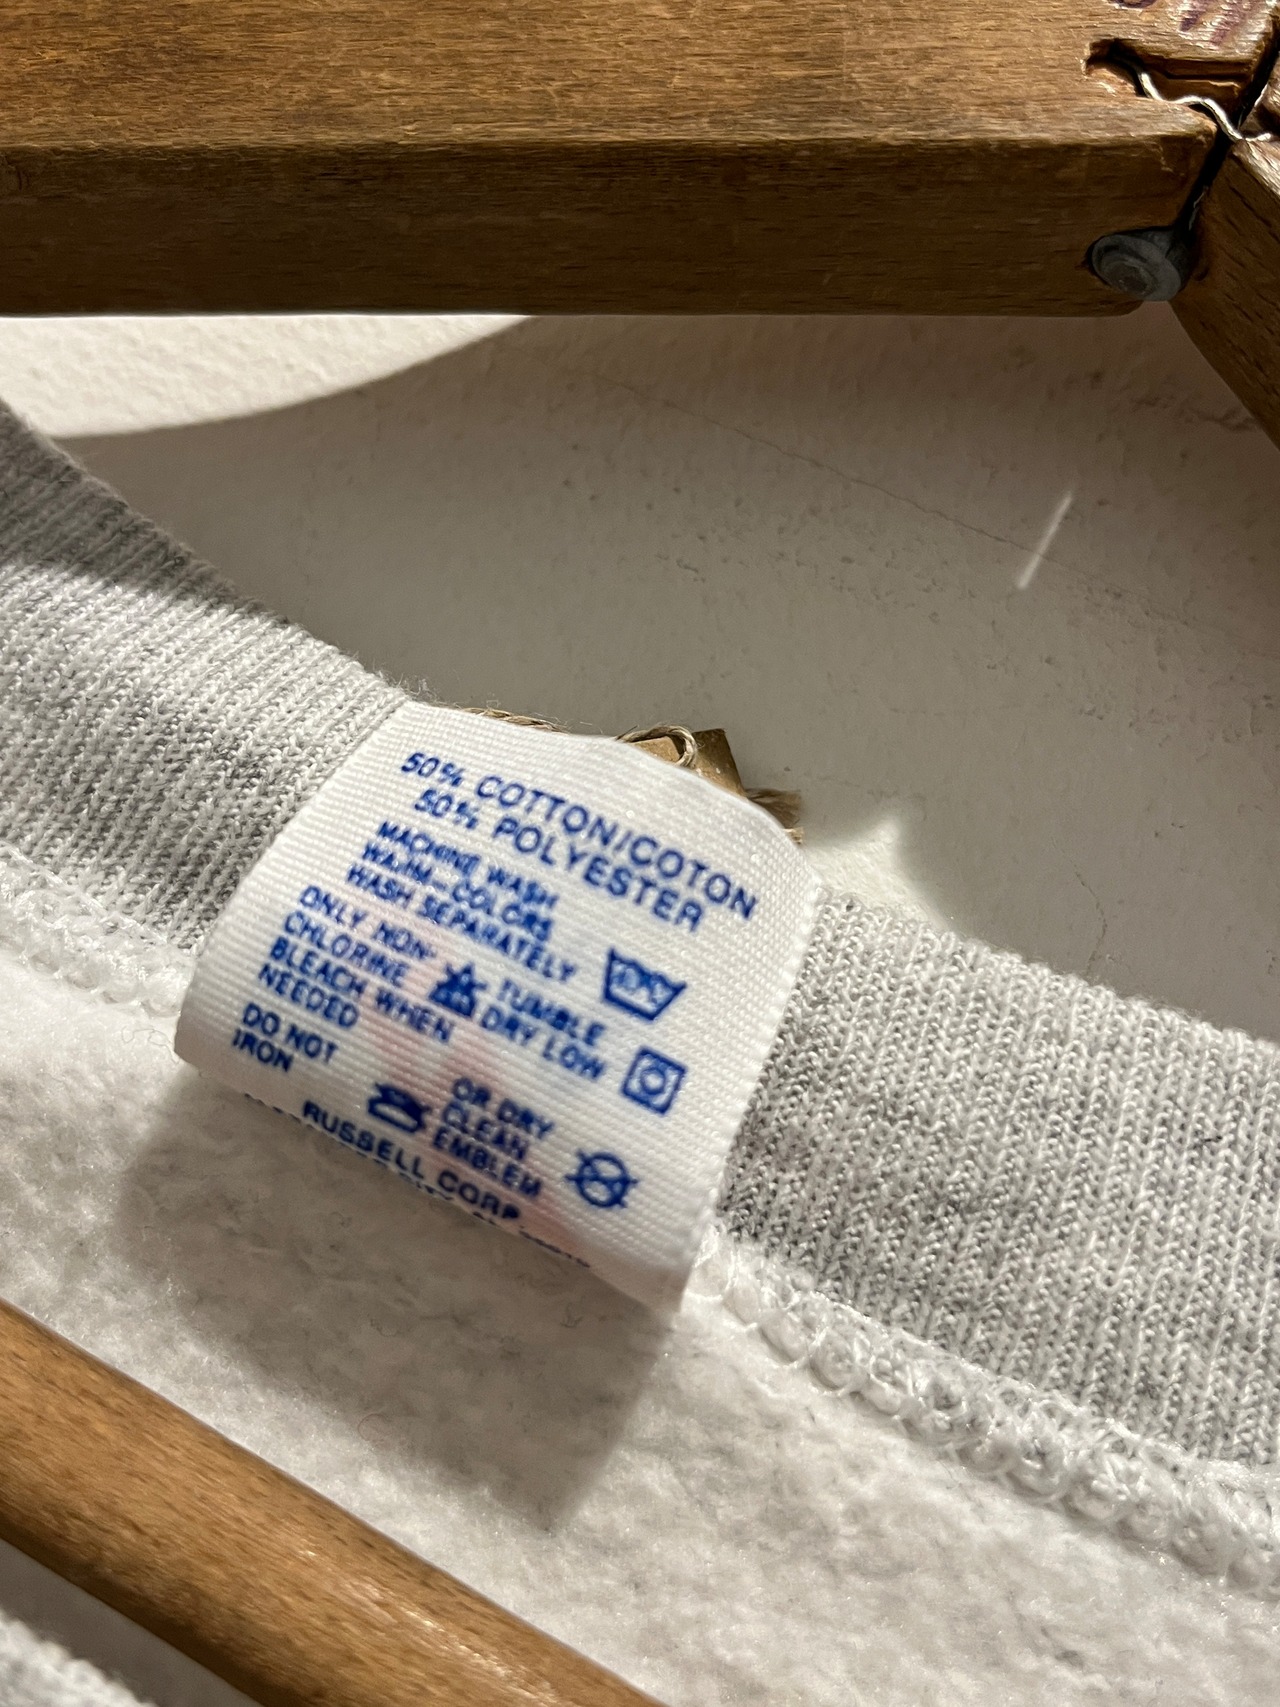 50% COTTON/COTON
50% POLYESTER
MACHINE WASH
WARM-COLORS
WASH SEPARATELY
ONLY NON-
CHLORINE
BLEACH WHEN
NEEDED
TUMBLE
DRY LOW
DO NOT
IRON
OR DRY
CLEAN
EMBLEM
RUSSELL CORP.